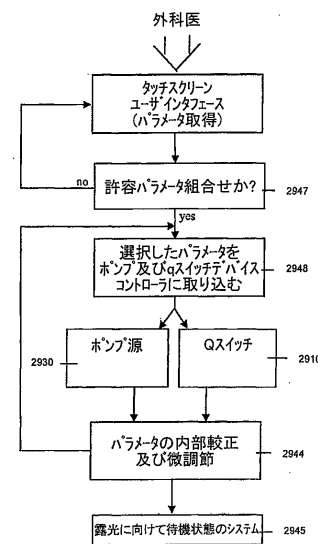 外科医
タッチスクリーン
ユーザインタフェース
(パラメータ取得)
no
許容パラメータ組合せか?
2947
yes
選択したパラメータを
ポンプ及びqスイッチデバイス
コントローラに取り込む
2948
ポンプ源
2930
Qスイッチ
2910
パラメータの内部較正
及び微調節
2944
露光に向けて待機状態のシステム
2945